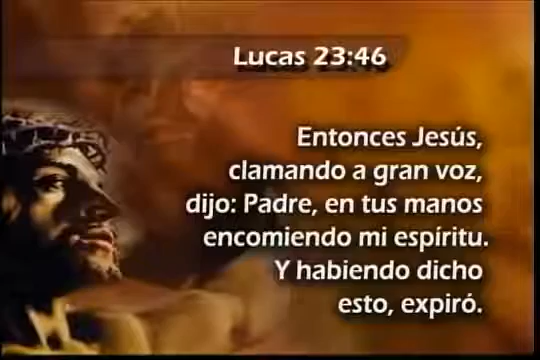 Lucas 23:46
Entonces Jesús,
clamando a gran voz,
dijo: Padre, en tus manos
encomiendo mi espíritu.
Y habiendo dicho
esto, expiró.